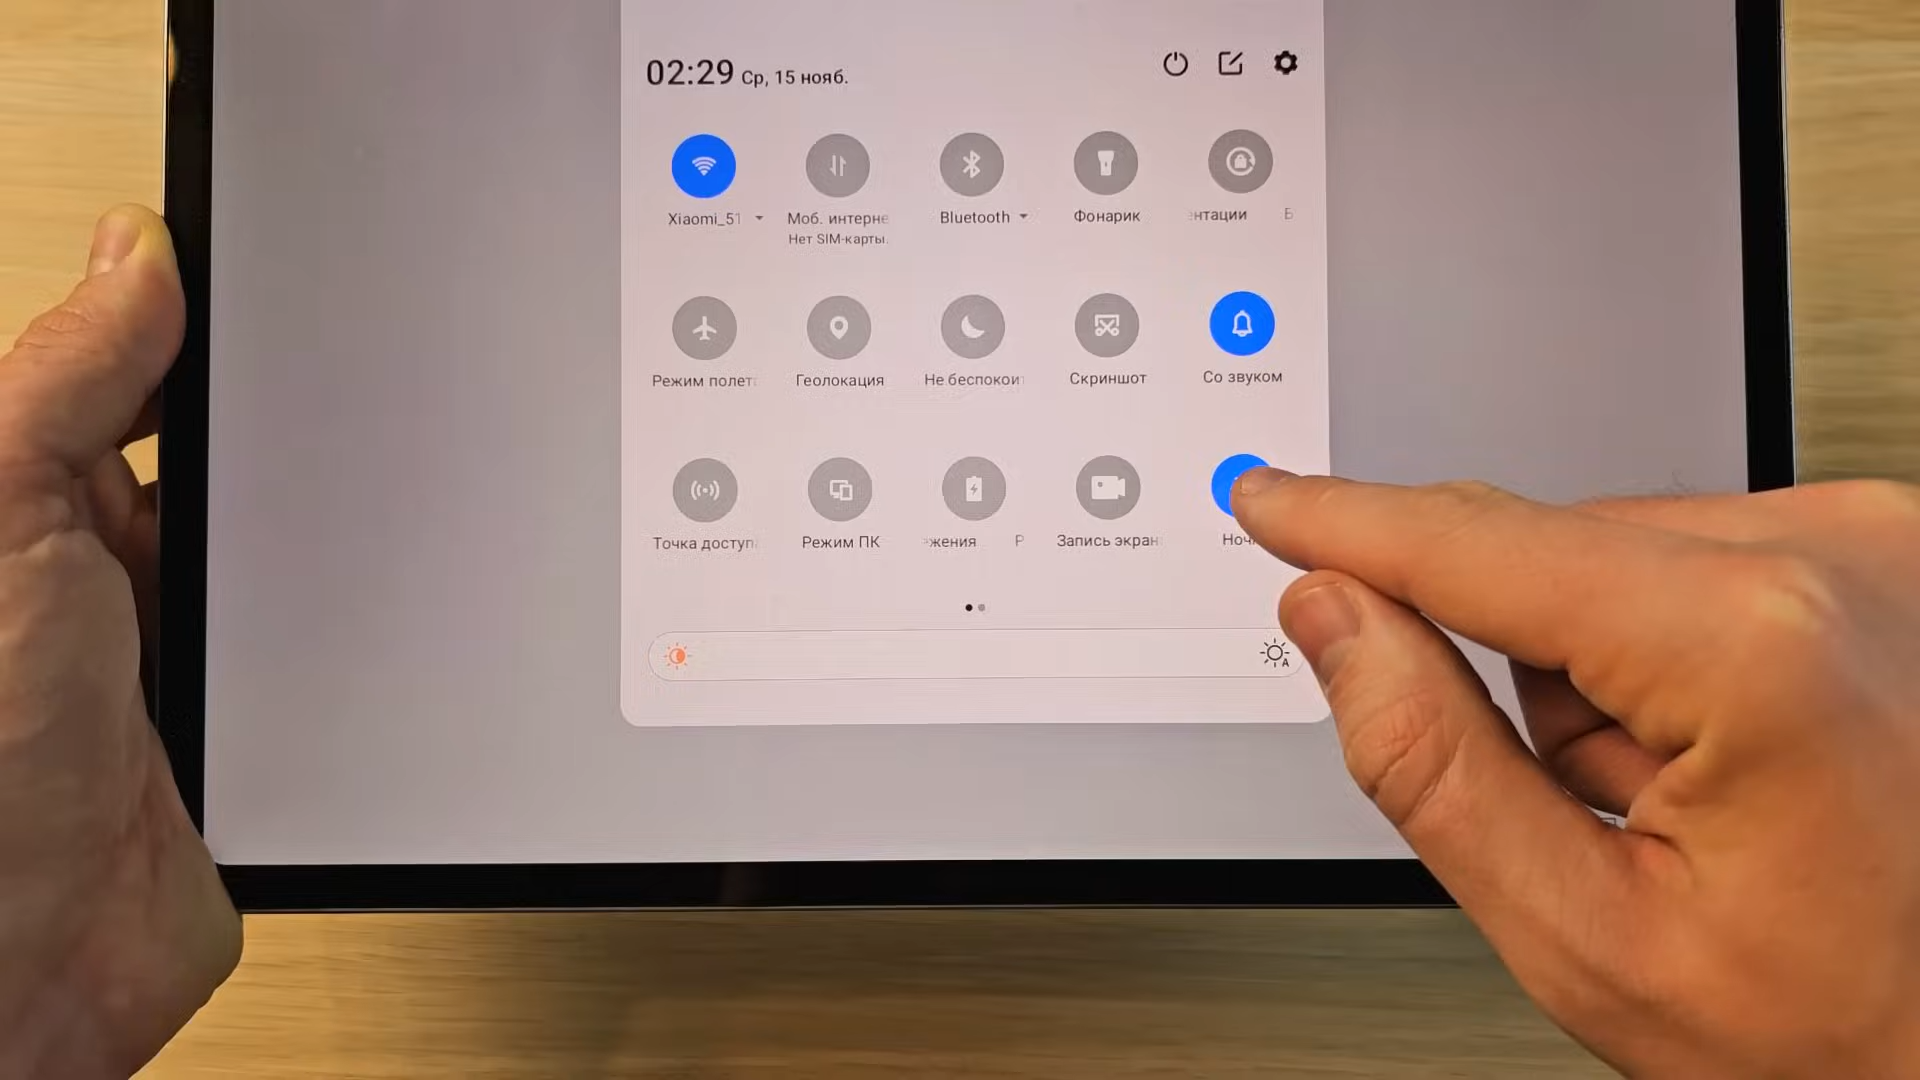 02:29 Ср, 15 нояб.
Xiaomi_51
Моб. интерне
Нет SIM-карты.
Bluetooth
Фонарик
нтации Б
Режим полет
Геолокация
Не беспокои
Скриншот
Со звуком
Точка доступ
Режим ПК
жения Р
Запись экран
Ноч
A